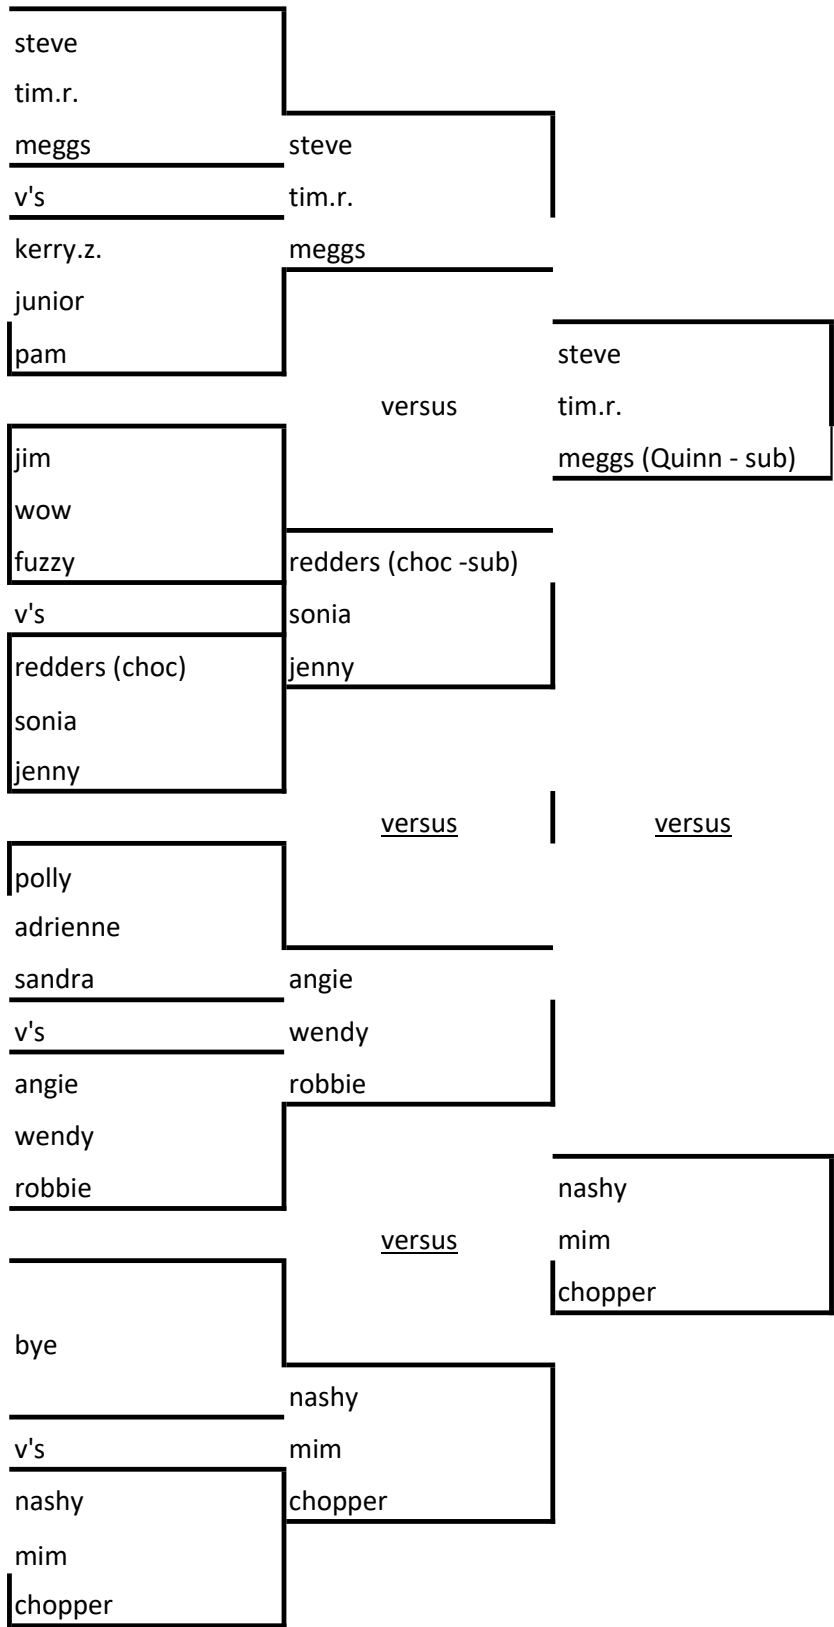 steve
tim.r.
meggs
v's
kerry.z.
junior
pam
jim
wow
fuzzy
v's
redders (choc)
sonia
jenny
polly
adrienne
sandra
v's
angie
wendy
robbie
bye
v's
nashy
mim
chopper
steve
tim.r.
meggs
versus
redders (choc -sub)
sonia
jenny
versus
angie
wendy
robbie
versus
nashy
mim
chopper
steve
tim.r.
meggs (Quinn - sub)
versus
nashy
mim
chopper